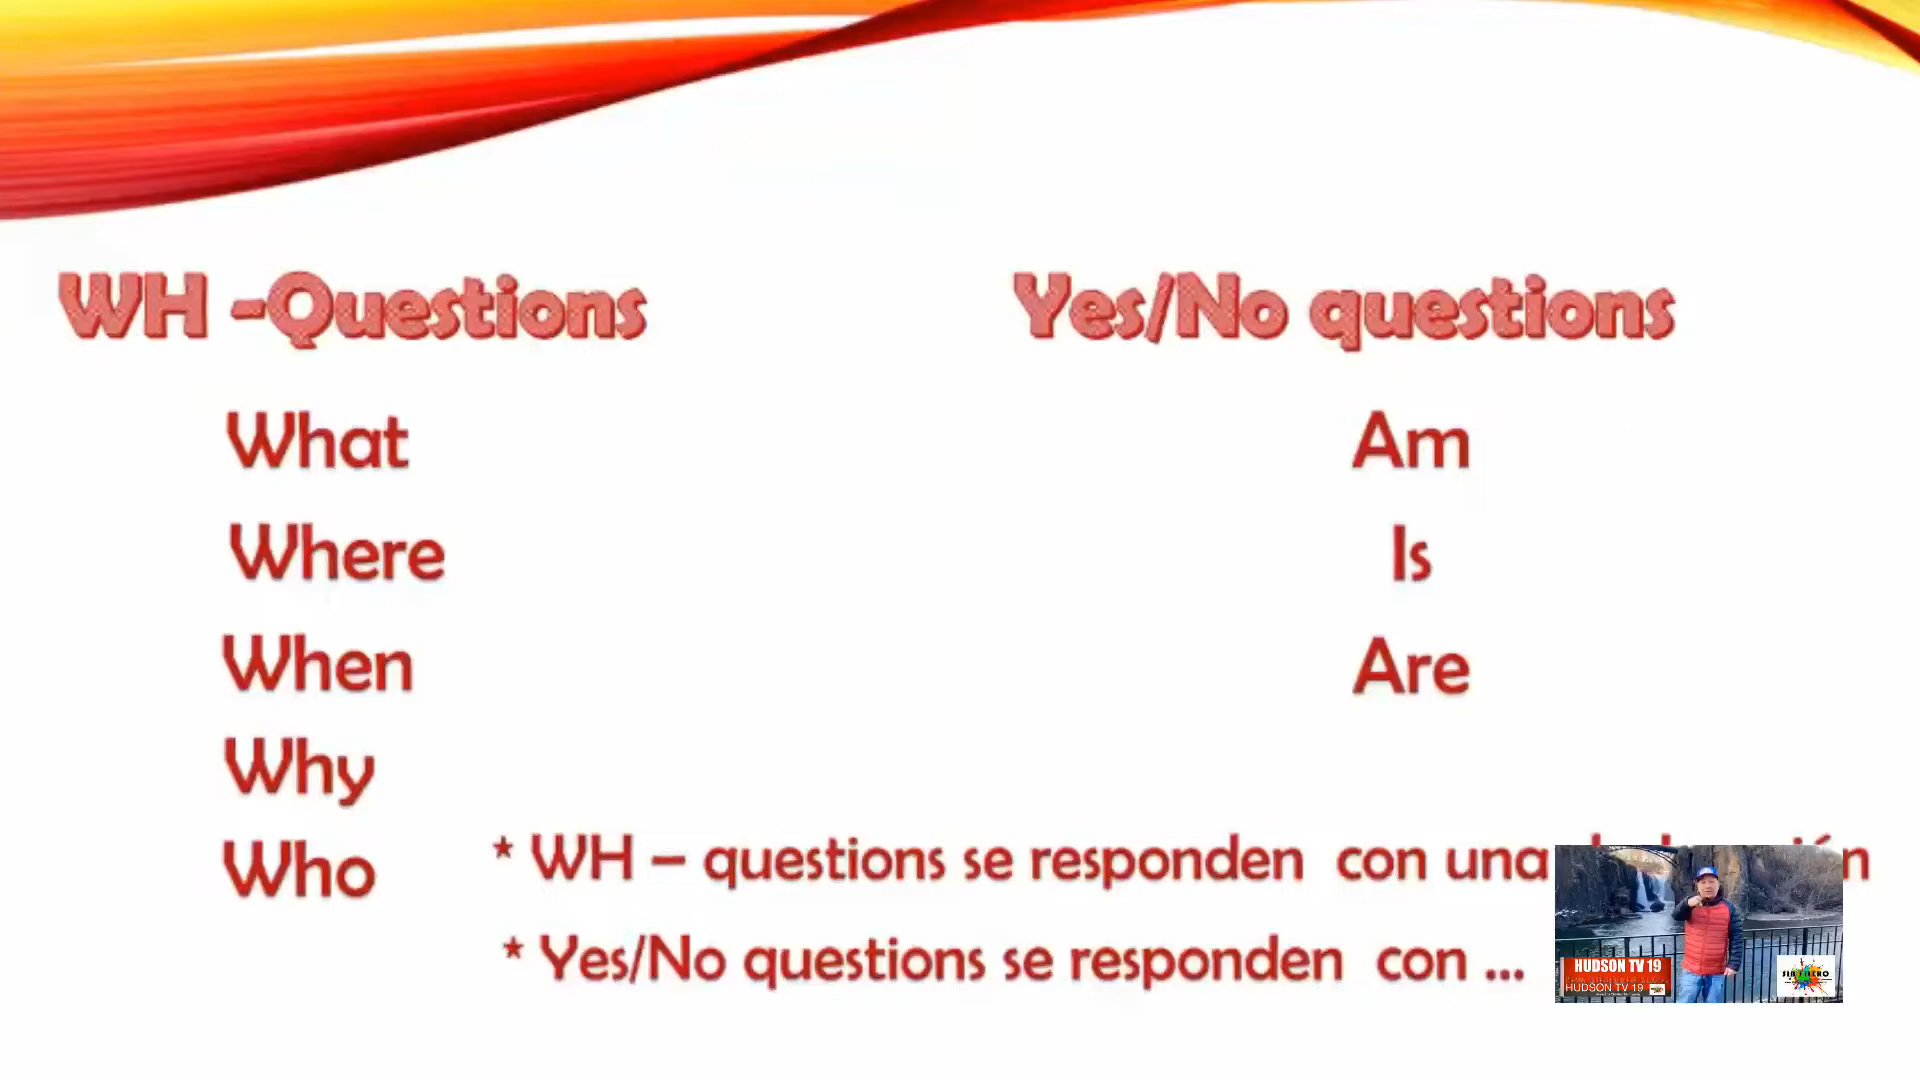 WH -Questions
Yes/No questions
What
Am
Where
Is
When
Are
Why
Who
* WH – questions se responden con una
* Yes/No questions se responden con ...
HUDSON TV 19
HUDSON TV 19